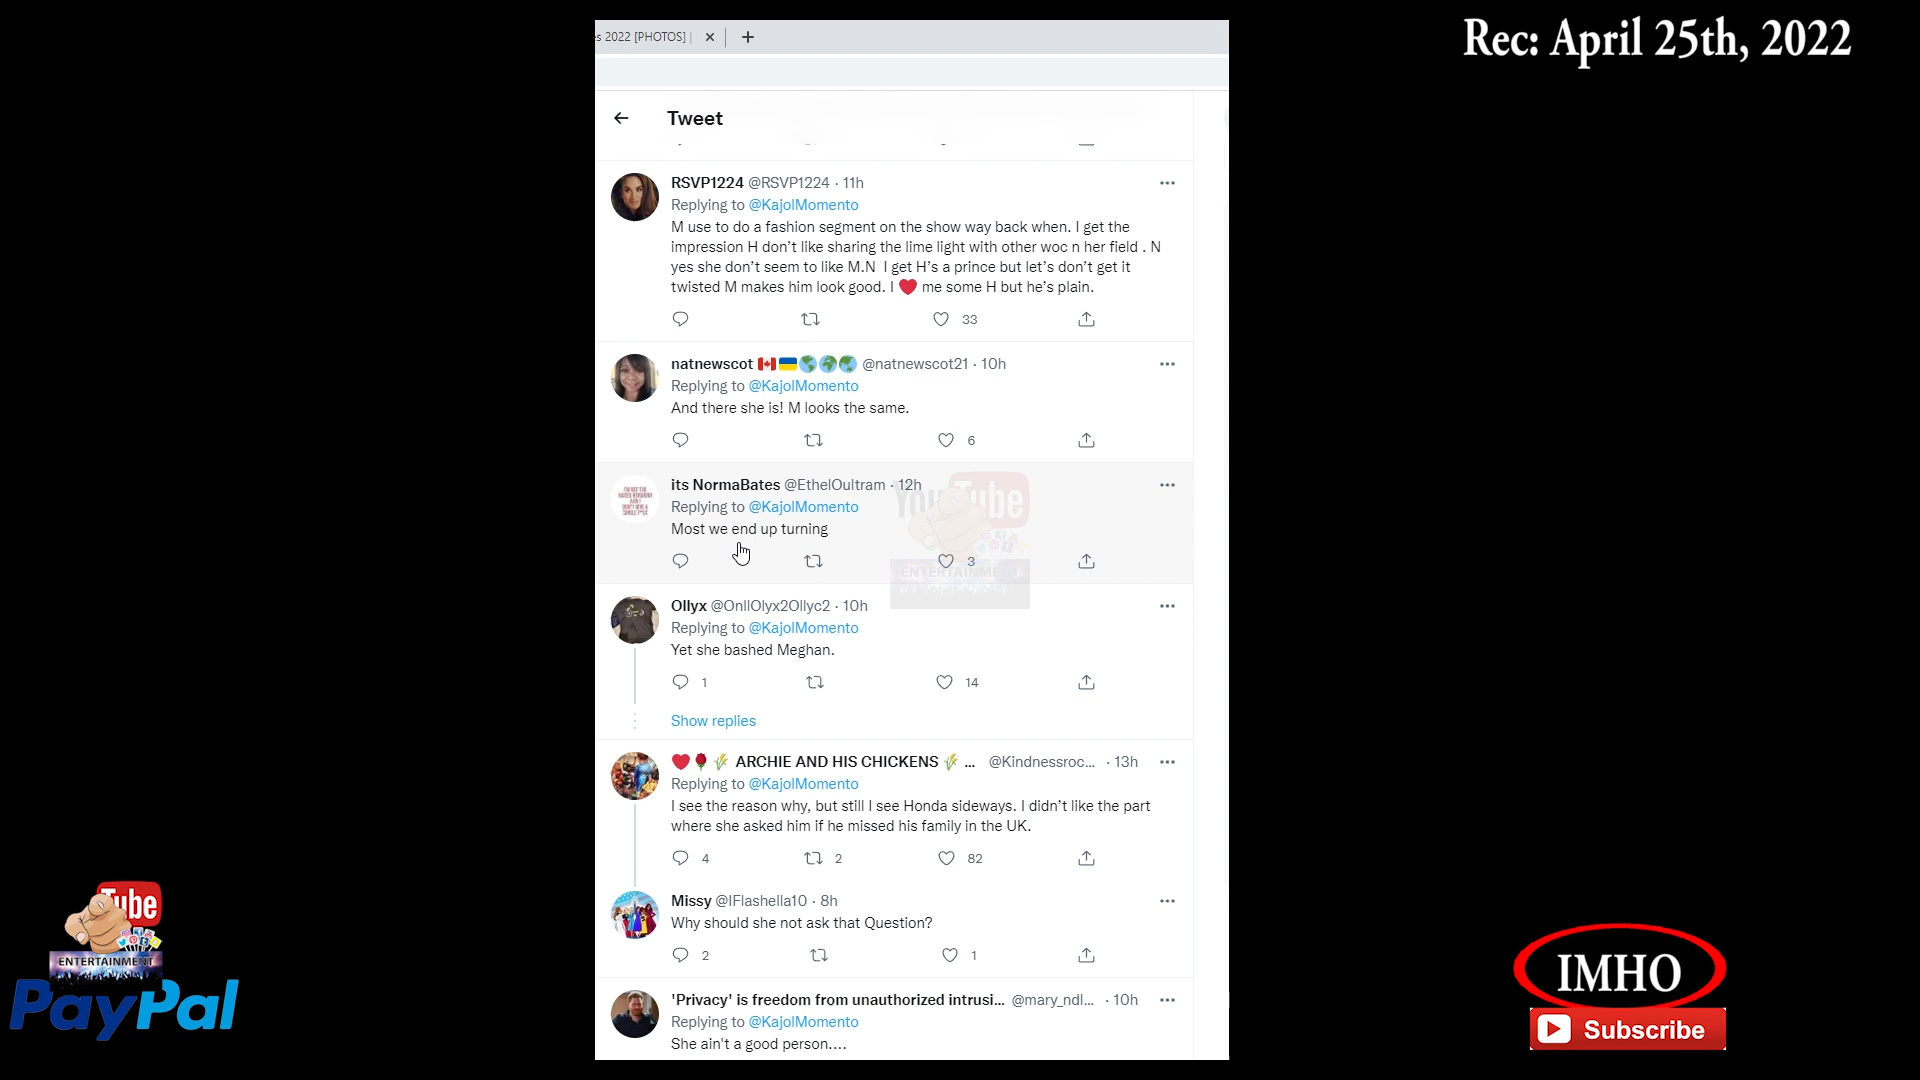 Rec: April 25th, 2022
s 2022 [PHOTOS] |
Tweet
RSVP1224 @RSVP1224 · 11h
Replying to @KajolMomento
M use to do a fashion segment on the show way back when. I get the
impression H don’t like sharing the lime light with other woc n her field . N
yes she don’t seem to like M.N I get H’s a prince but let’s don’t get it
twisted M makes him look good. I ❤️ me some H but he’s plain.
33
natnewscot 🇨🇦🇺🇦🌎🌍🌏 @natnewscot21 · 10h
Replying to @KajolMomento
And there she is! M looks the same.
6
its NormaBates @EthelOultram · 12h
Replying to @KajolMomento
Most we end up turning
3
YouTube
ENTERTAINMENT
Ollyx @OnllOlyx2Ollyc2 · 10h
Replying to @KajolMomento
Yet she bashed Meghan.
1 14
Show replies
❤️🌹🌾 ARCHIE AND HIS CHICKENS 🌾 ... @Kindnessroc... · 13h
Replying to @KajolMomento
I see the reason why, but still I see Honda sideways. I didn’t like the part
where she asked him if he missed his family in the UK.
4 2 82
Missy @IFlashella10 · 8h
Why should she not ask that Question?
2 1
'Privacy' is freedom from unauthorized intrusi... @mary_ndl... · 10h
Replying to @KajolMomento
She ain't a good person....
Tube
ENTERTAINMENT
PayPal
IMHO
Subscribe